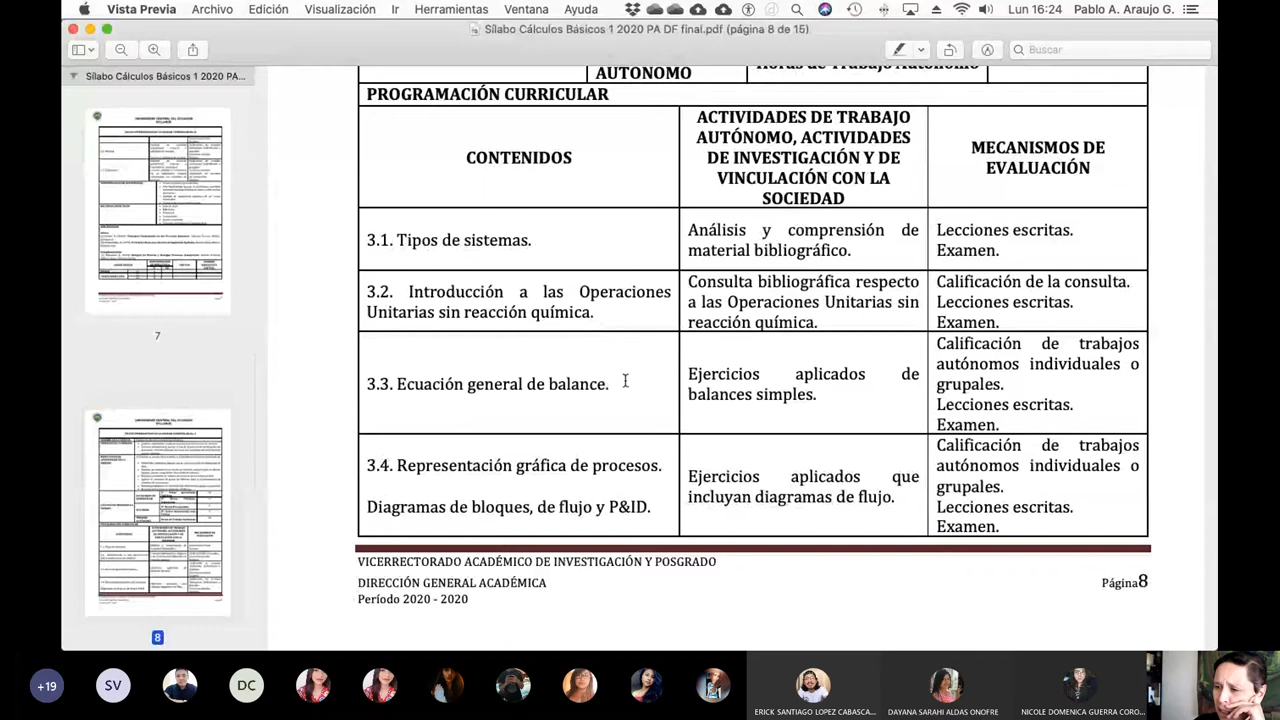 Vista Previa Archivo Edición Visualización Ir Herramientas Ventana Ayuda Lun 16:24 Pablo A. Araujo G.
Sílabo Cálculos Básicos 1 2020 PA DF final.pdf (página 8 de 15)
Buscar
Sílabo Cálculos Básicos 1 2020 PA...
7
8
AUTÓNOMO
Horas de Trabajo Autónomo
PROGRAMACIÓN CURRICULAR
CONTENIDOS
ACTIVIDADES DE TRABAJO
AUTÓNOMO, ACTIVIDADES
DE INVESTIGACIÓN Y DE
VINCULACIÓN CON LA
SOCIEDAD
MECANISMOS DE
EVALUACIÓN
3.1. Tipos de sistemas.
Análisis y comprensión de
material bibliográfico.
Lecciones escritas.
Examen.
3.2. Introducción a las Operaciones
Unitarias sin reacción química.
Consulta bibliográfica respecto
a las Operaciones Unitarias sin
reacción química.
Calificación de la consulta.
Lecciones escritas.
Examen.
3.3. Ecuación general de balance.
Ejercicios aplicados de
balances simples.
Calificación de trabajos
autónomos individuales o
grupales.
Lecciones escritas.
Examen.
3.4. Representación gráfica de procesos.
Diagramas de bloques, de flujo y P&ID.
Ejercicios aplicados que
incluyan diagramas de flujo.
Calificación de trabajos
autónomos individuales o
grupales.
Lecciones escritas.
Examen.
VICERRECTORADO ACADÉMICO DE INVESTIGACIÓN Y POSGRADO
DIRECCIÓN GENERAL ACADÉMICA
Página8
Período 2020 - 2020
+19
SV
DC
ERICK SANTIAGO LOPEZ CABASCA...
DAYANA SARAHI ALDAS ONOFRE
NICOLE DOMENICA GUERRA CORO...